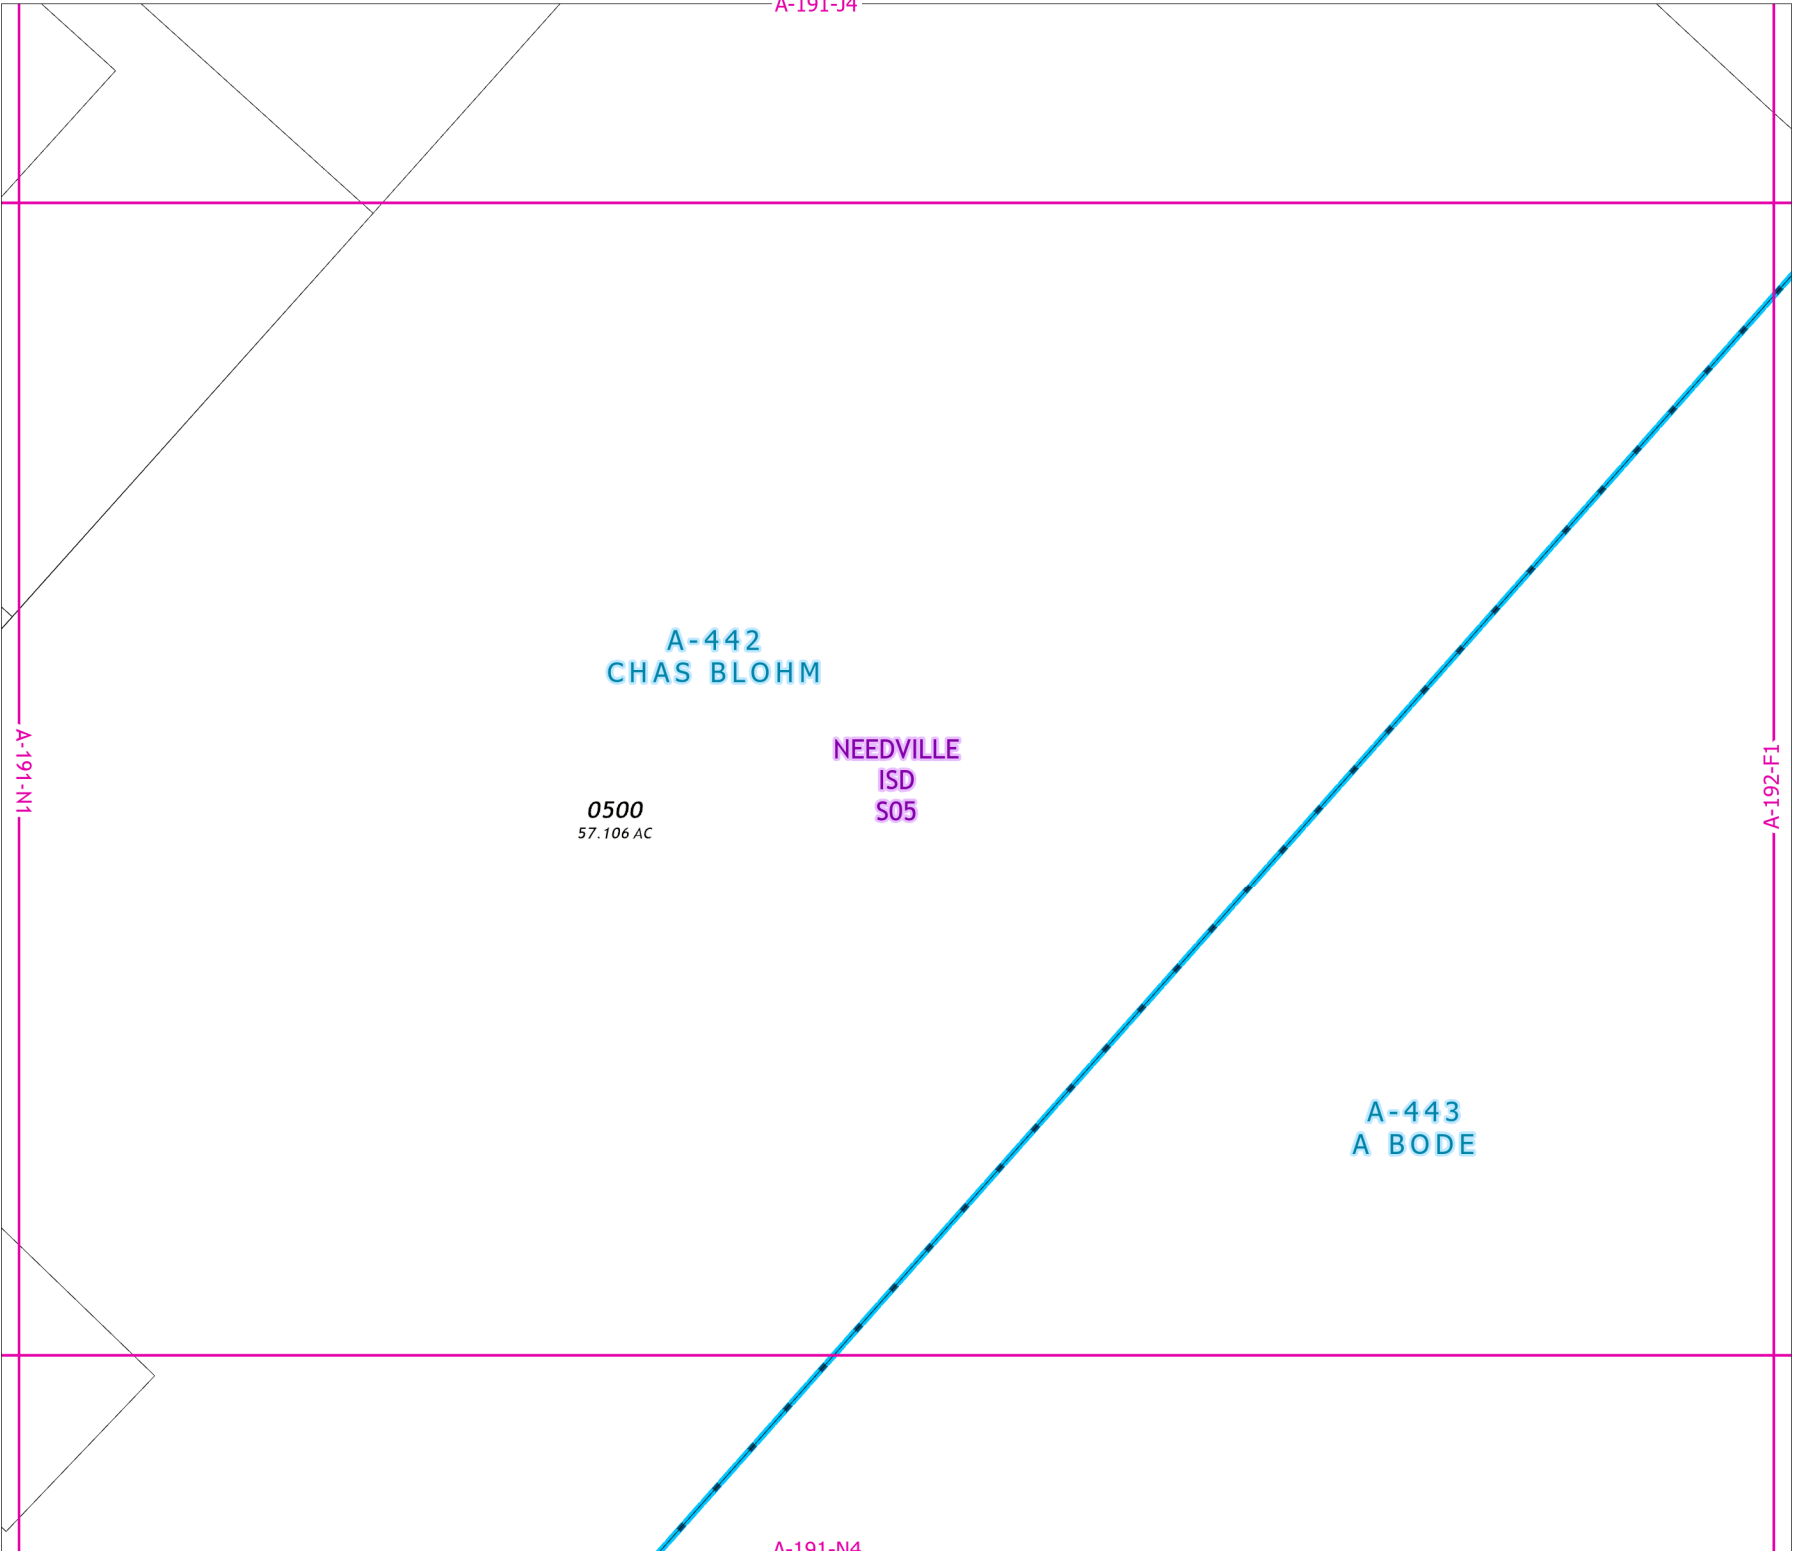 A-191-J4
A-442
CHAS BLOHM
NEEDVILLE
ISD
S05
A-191-N1
A-192-F1
0500
57.106 AC
A-443
A BODE
A-191-N4